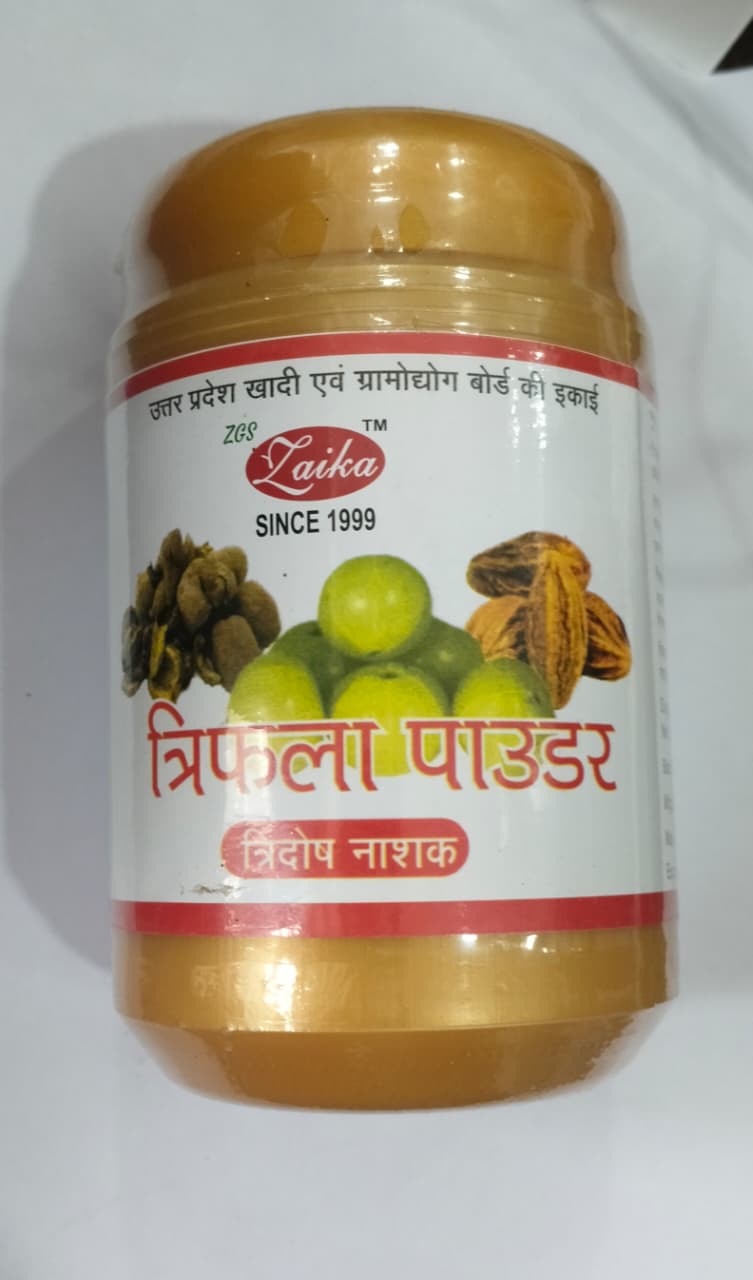 उत्तर प्रदेश खादी एवं ग्रामोद्योग बोर्ड की इकाई
ZGS Zaika TM
SINCE 1999
त्रिफला पाउडर
त्रिदोष नाशक